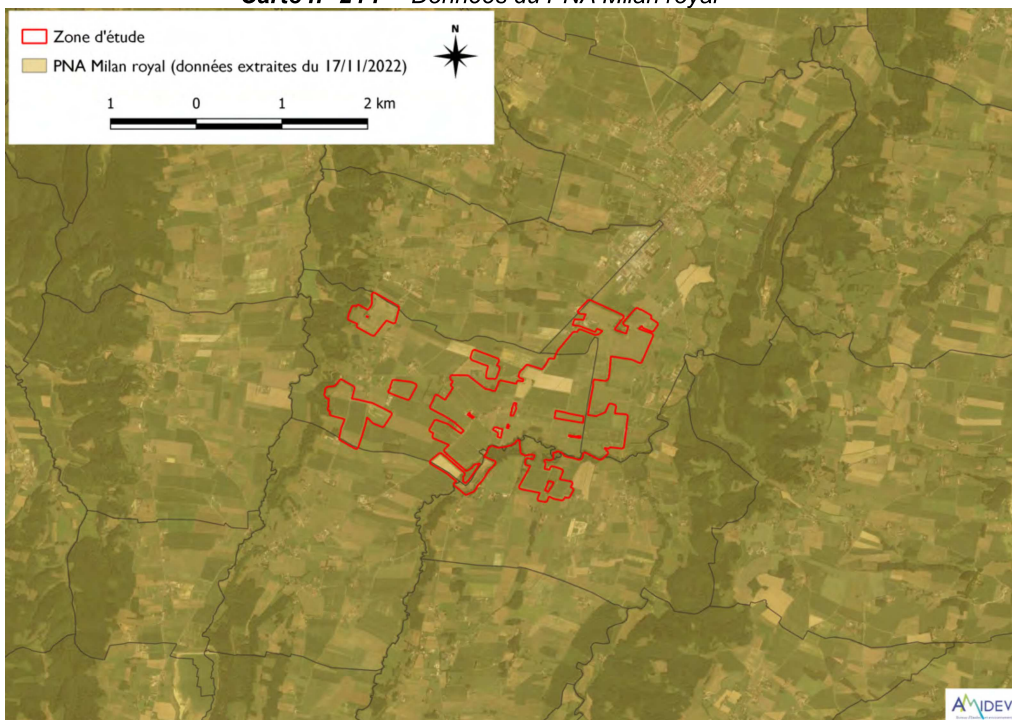 Zone d'étude
PNA Milan royal (données extraites du 17/11/2022)
N
1 0 1 2 km
AMIDEV